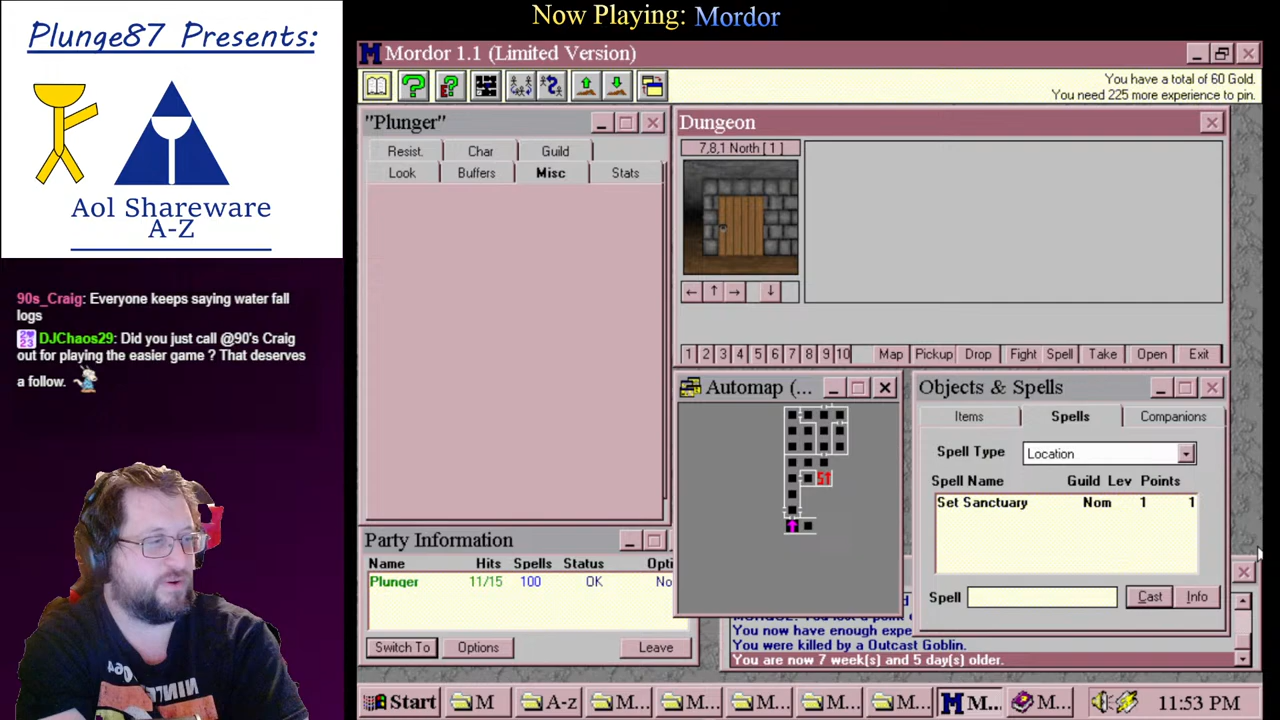 Now Playing: Mordor
Plunge87 Presents:
Aol Shareware
A-Z
90s_Craig: Everyone keeps saying water fall
logs
DJChaos29: Did you just call @90's Craig
out for playing the easier game ? That deserves
a follow.
Mordor 1.1 (Limited Version)
You have a total of 60 Gold.
You need 225 more experience to pin.
"Plunger"
Resist. Char Guild
Look Buffers Misc Stats
Dungeon
7,8,1 North [ 1 ]
1 2 3 4 5 6 7 8 9 10 Map Pickup Drop Fight Spell Take Open Exit
Automap (...
Objects & Spells
Items Spells Companions
Spell Type Location
Spell Name Guild Lev Points
Set Sanctuary Nom 1 1
Spell Cast Info
Party Information
Name Hits Spells Status Opti
Plunger 11/15 100 OK No
Switch To Options Leave
You now have enough expe
You were killed by a Outcast Goblin.
You are now 7 week(s) and 5 day(s) older.
Start M A-z M... M... M... M... M... M... M... 11:53 PM